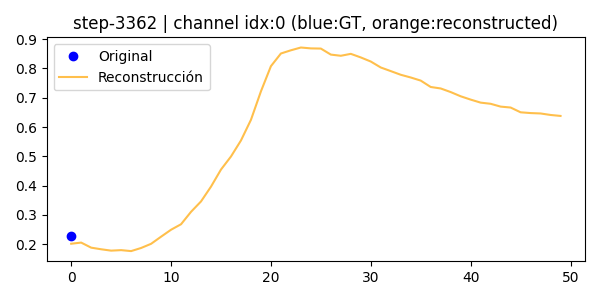 step-3362 | channel idx:0 (blue:GT, orange:reconstructed)
Original
Reconstrucción
0.9
0.8
0.7
0.6
0.5
0.4
0.3
0.2
0 10 20 30 40 50